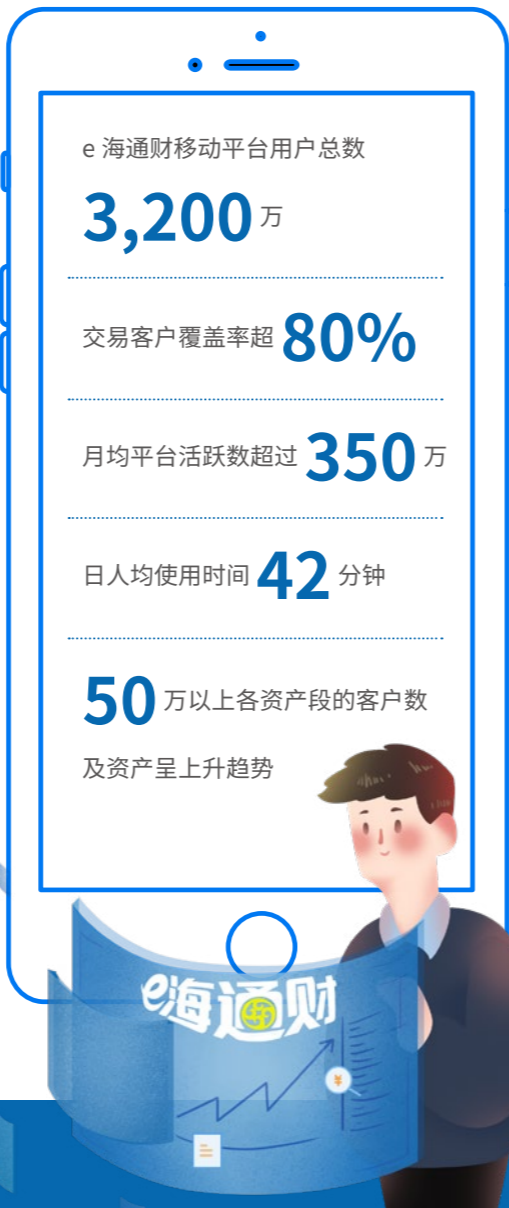 e 海通财移动平台用户总数
3,200 万
交易客户覆盖率超 80%
月均平台活跃数超过 350 万
日人均使用时间 42 分钟
50 万以上各资产段的客户数
及资产呈上升趋势
e海通财
¥